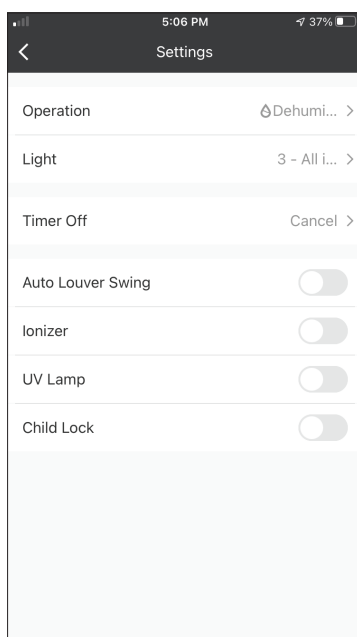 5:06 PM
37%
Settings
Operation
Dehumi... >
Light
3 - All i... >
Timer Off
Cancel >
Auto Louver Swing
Ionizer
UV Lamp
Child Lock